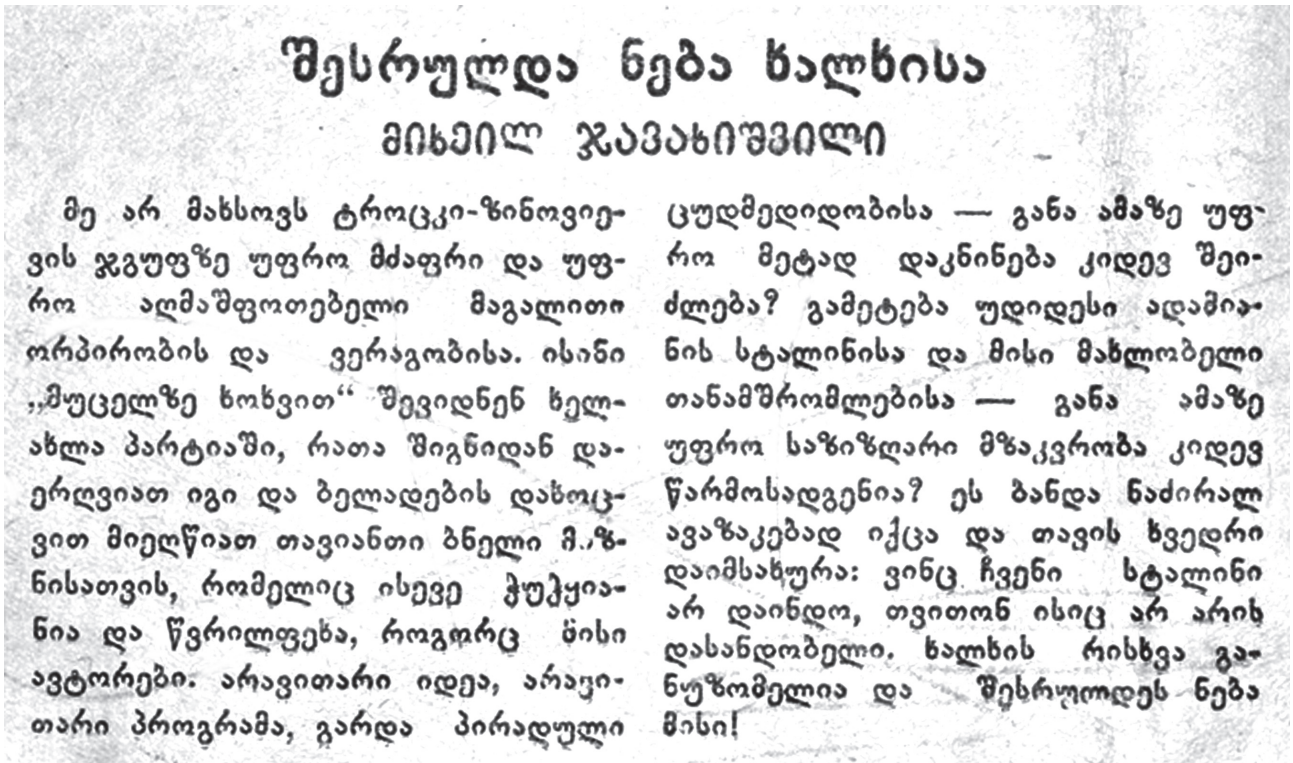 შესრულდა ნება ხალხისა
მიხეილ ჯავახიშვილი
მე არ მახსოვს ტროცკი-ზინოვიე-
ვის ჯგუფზე უფრო მძაფრი და უფ-
რო აღმაშფოთებელი მაგალითი
ორპირობის და ვერაგობისა. ისინი
„მუცელზე ხოხვით“ შევიდნენ ხელ-
ახლა პარტიაში, რათა შიგნიდან და-
ერღვიათ იგი და ბელადების დახოც-
ვით მიეღწიათ თავიანთი ბნელი მიზ-
ნისათვის, რომელიც ისევე ჭუჭყია-
ნია და წვრილფეხა, როგორც მისი
ავტორები. არავითარი იდეა, არავი-
თარი პროგრამა, გარდა პირადული
ცუდმედიდობისა — განა ამაზე უფ-
რო მეტად დაკნინება კიდევ შეი-
ძლება? გამეტება უდიდესი ადამია-
ნის სტალინისა და მისი მახლობელი
თანამშრომლებისა — განა ამაზე
უფრო საზიზღარი მზაკვრობა კიდევ
წარმოსადგენია? ეს ბანდა ნაძირალ
ავაზაკებად იქცა და თავის ხვედრი
დაიმსახურა: ვინც ჩვენი სტალინი
არ დაინდო, თვითონ ისიც არ არის
დასანდობელი. ხალხის რისხვა გა-
ნუზომელია და შესრულდეს ნება
მისი!